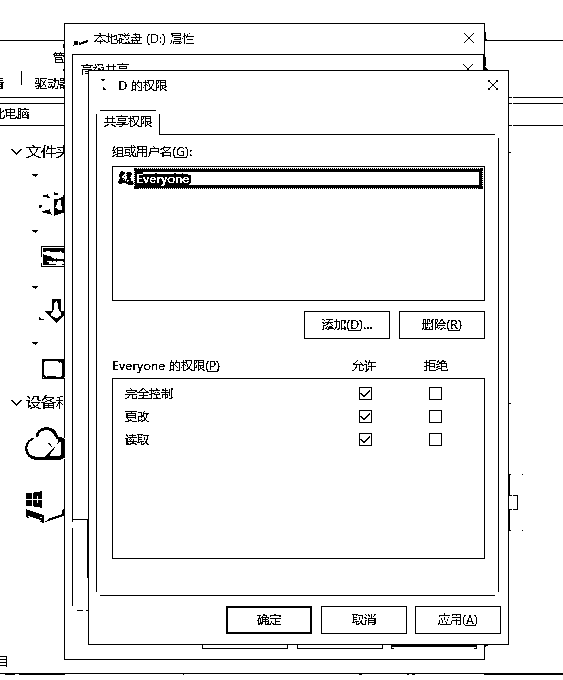 本地磁盘 (D:) 属性
高级共享
D 的权限
驱动器
此电脑
共享权限
组或用户名(G):
文件夹
Everyone
添加(D)...
删除(R)
Everyone 的权限(P)
允许
拒绝
完全控制
更改
读取
设备和
确定
取消
应用(A)